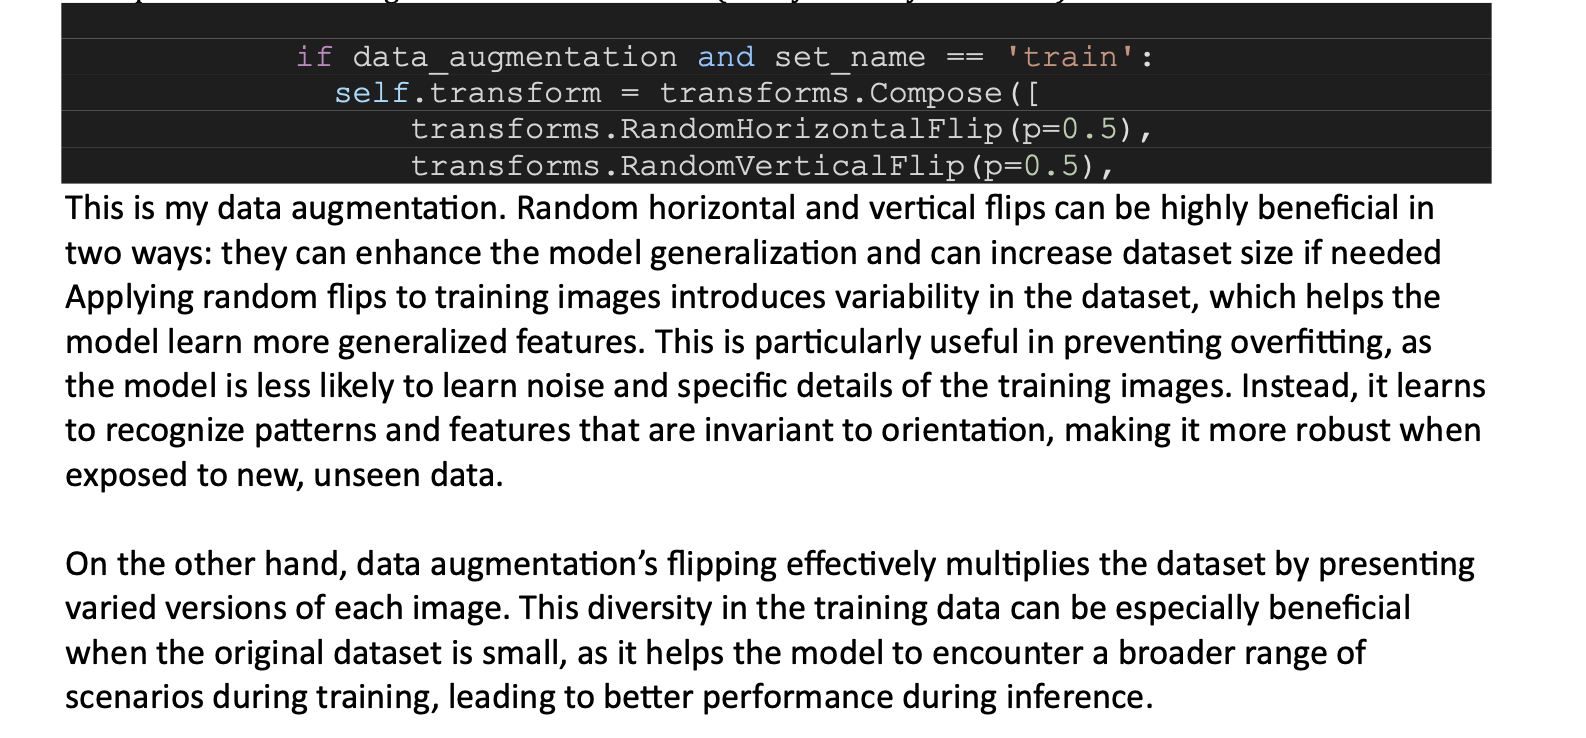 if data_augmentation and set_name == 'train':
self.transform = transforms.Compose([
transforms.RandomHorizontalFlip(p=0.5),
transforms.RandomVerticalFlip(p=0.5),
This is my data augmentation. Random horizontal and vertical flips can be highly beneficial in
two ways: they can enhance the model generalization and can increase dataset size if needed
Applying random flips to training images introduces variability in the dataset, which helps the
model learn more generalized features. This is particularly useful in preventing overfitting, as
the model is less likely to learn noise and specific details of the training images. Instead, it learns
to recognize patterns and features that are invariant to orientation, making it more robust when
exposed to new, unseen data.
On the other hand, data augmentation’s flipping effectively multiplies the dataset by presenting
varied versions of each image. This diversity in the training data can be especially beneficial
when the original dataset is small, as it helps the model to encounter a broader range of
scenarios during training, leading to better performance during inference.